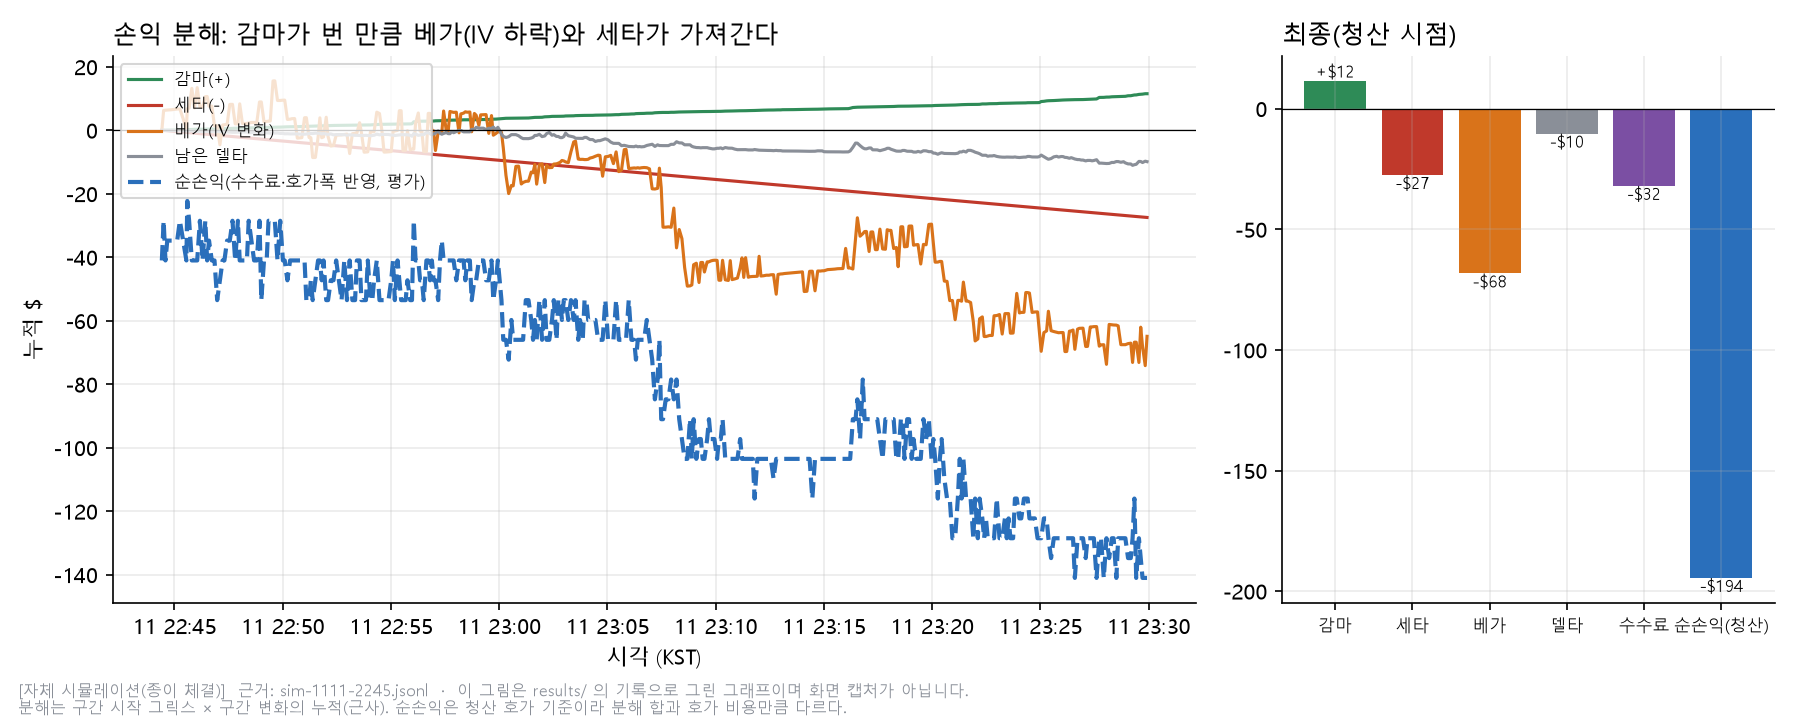 손익 분해: 감마가 번 만큼 베가(IV 하락)와 세타가 가져간다
감마(+)
세타(-)
베가(IV 변화)
남은 델타
순손익(수수료·호가폭 반영, 평가)
누적 $
20
0
-20
-40
-60
-80
-100
-120
-140
11 22:45
11 22:50
11 22:55
11 23:00
11 23:05
11 23:10
11 23:15
11 23:20
11 23:25
11 23:30
시각 (KST)
최종(청산 시점)
0
-50
-100
-150
-200
+$12
-$27
-$68
-$10
-$32
-$194
감마
세타
베가
델타
수수료
순손익(청산)
[자체 시뮬레이션(종이 체결)] 근거: sim-1111-2245.jsonl · 이 그림은 results/ 의 기록으로 그린 그래프이며 화면 캡처가 아닙니다.
분해는 구간 시작 그릭스 × 구간 변화의 누적(근사). 순손익은 청산 호가 기준이라 분해 합과 호가 비용만큼 다르다.